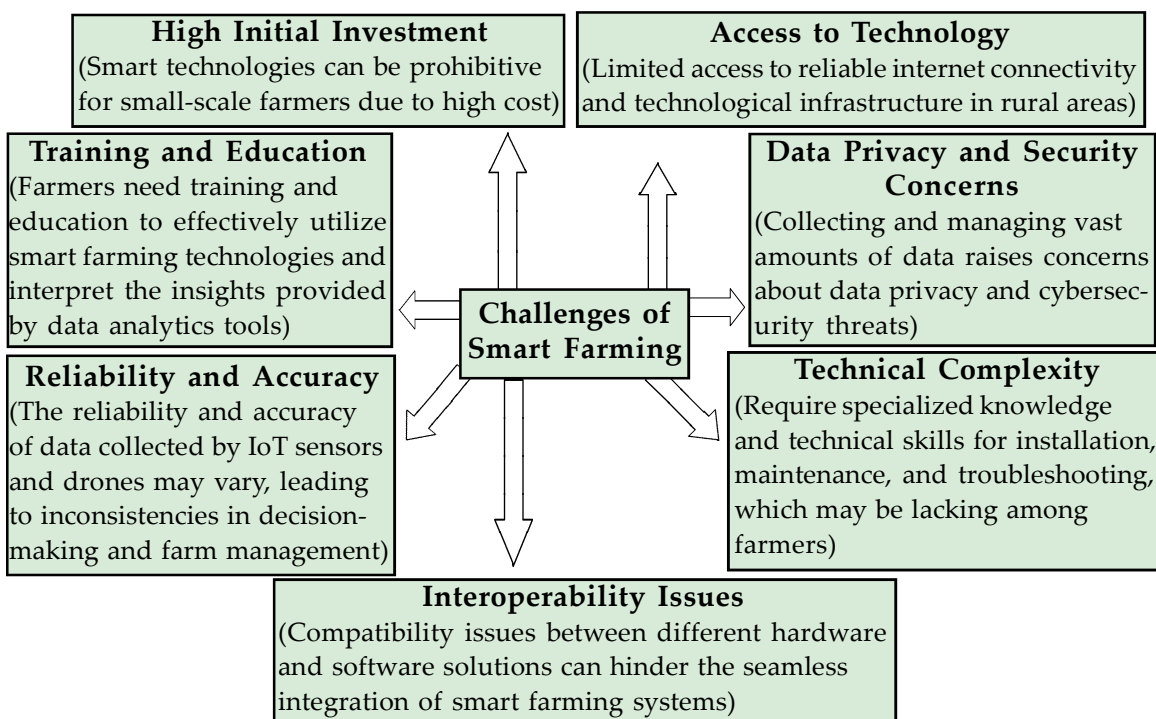 High Initial Investment
(Smart technologies can be prohibitive
for small-scale farmers due to high cost)
Access to Technology
(Limited access to reliable internet connectivity
and technological infrastructure in rural areas)
Training and Education
(Farmers need training and
education to effectively utilize
smart farming technologies and
interpret the insights provided
by data analytics tools)
Data Privacy and Security
Concerns
(Collecting and managing vast
amounts of data raises concerns
about data privacy and cybersec-
urity threats)
Challenges of
Smart Farming
Reliability and Accuracy
(The reliability and accuracy
of data collected by IoT sensors
and drones may vary, leading
to inconsistencies in decision-
making and farm management)
Technical Complexity
(Require specialized knowledge
and technical skills for installation,
maintenance, and troubleshooting,
which may be lacking among
farmers)
Interoperability Issues
(Compatibility issues between different hardware
and software solutions can hinder the seamless
integration of smart farming systems)